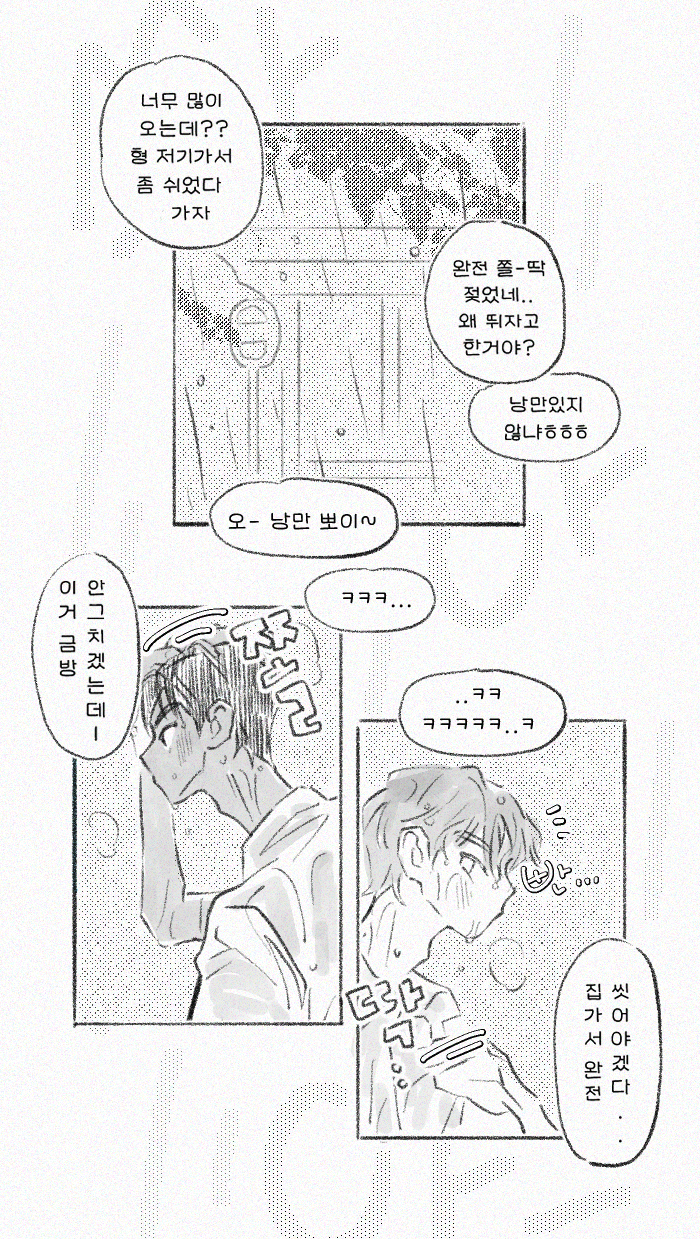 너무 많이
오는데??
형 저기가서
좀 쉬었다
가자
완전 쫄-딱
젖었네..
왜 뛰자고
한거야?
낭만있지
않냐ㅎㅎㅎ
오- 낭만 뽀이~
ㅋㅋㅋ...
이거 금방
안그치겠는데ㅣ
..ㅋㅋ
ㅋㅋㅋㅋㅋ..ㅋ
빤...
집가서 완전
씻어야겠다..